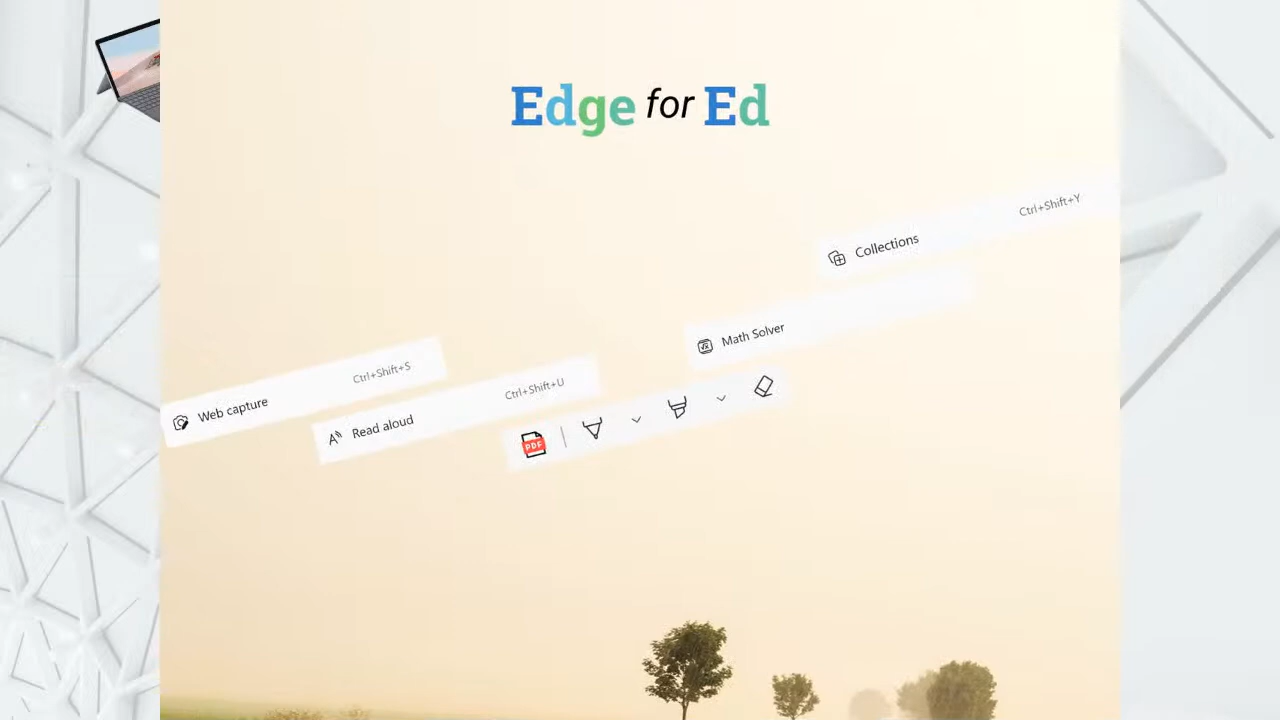 Edge for Ed
Collections Ctrl+Shift+Y
Math Solver
Web capture Ctrl+Shift+S
Read aloud Ctrl+Shift+U
PDF